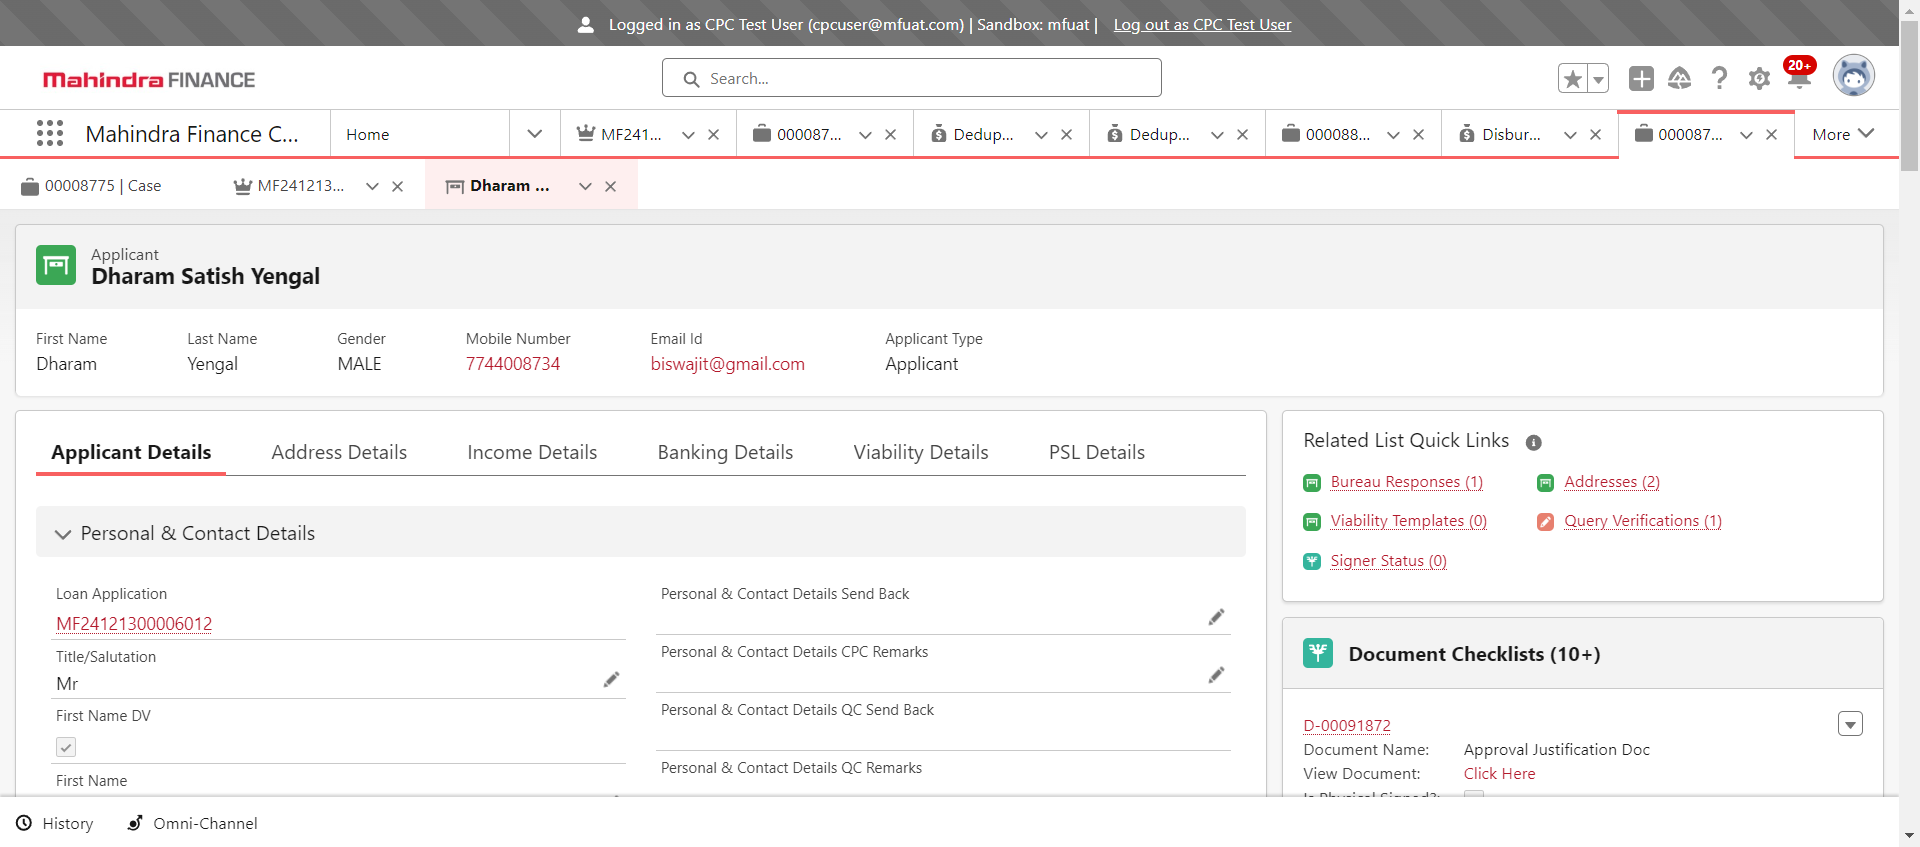 Logged in as CPC Test User (cpcuser@mfuat.com) | Sandbox: mfuat | Log out as CPC Test User
Mahindra FINANCE
Search...
20+
Mahindra Finance C...
Home
MF241...
000087...
Dedup...
Dedup...
000088...
Disbur...
000087...
More
00008775 | Case
MF241213...
Dharam ...
Applicant
Dharam Satish Yengal
First Name
Last Name
Gender
Mobile Number
Email Id
Applicant Type
Dharam
Yengal
MALE
7744008734
biswajit@gmail.com
Applicant
Applicant Details
Address Details
Income Details
Banking Details
Viability Details
PSL Details
Personal & Contact Details
Loan Application
MF24121300006012
Title/Salutation
Mr
First Name DV
First Name
Personal & Contact Details Send Back
Personal & Contact Details CPC Remarks
Personal & Contact Details QC Send Back
Personal & Contact Details QC Remarks
Related List Quick Links
Bureau Responses (1)
Addresses (2)
Viability Templates (0)
Query Verifications (1)
Signer Status (0)
Document Checklists (10+)
D-00091872
Document Name: Approval Justification Doc
View Document: Click Here
Is Physical Signed?:
History
Omni-Channel